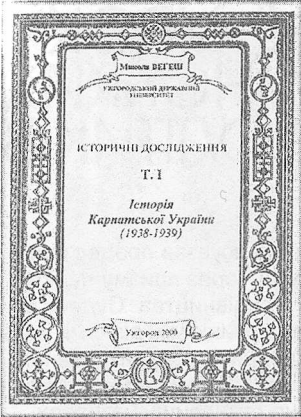 Микола ВЕГЕШ
УЖГОРОДСЬКИЙ ДЕРЖАВНИЙ
УНІВЕРСИТЕТ
ІСТОРИЧНІ ДОСЛІДЖЕННЯ
Т. I
Історія
Карпатської України
(1938-1939)
Ужгород 2000